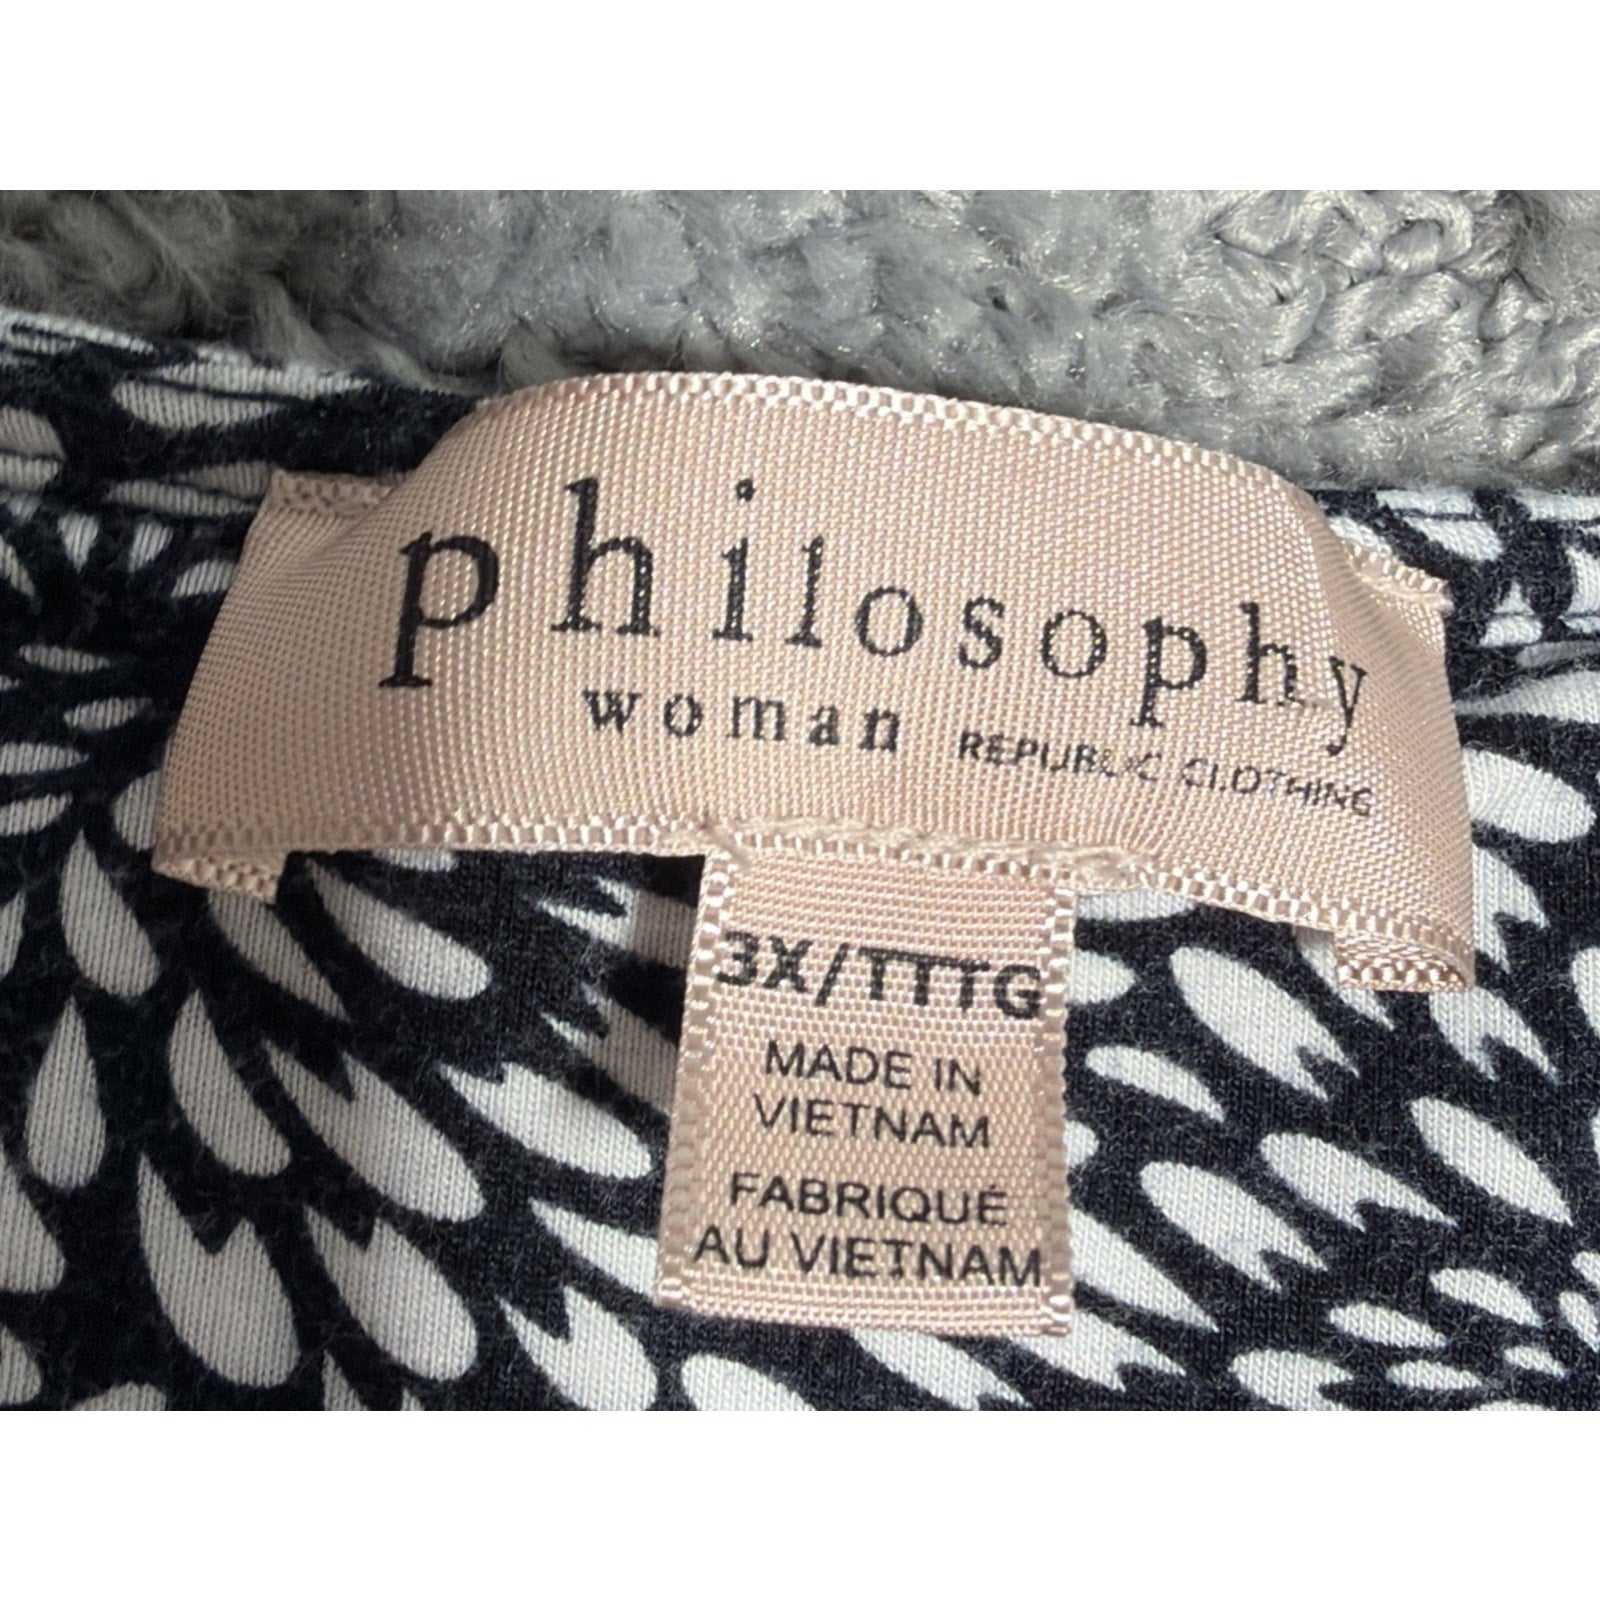 philosophy
woman REPUBLIC CLOTHING
3X/TTTG
MADE IN
VIETNAM
FABRIQUÉ
AU VIETNAM